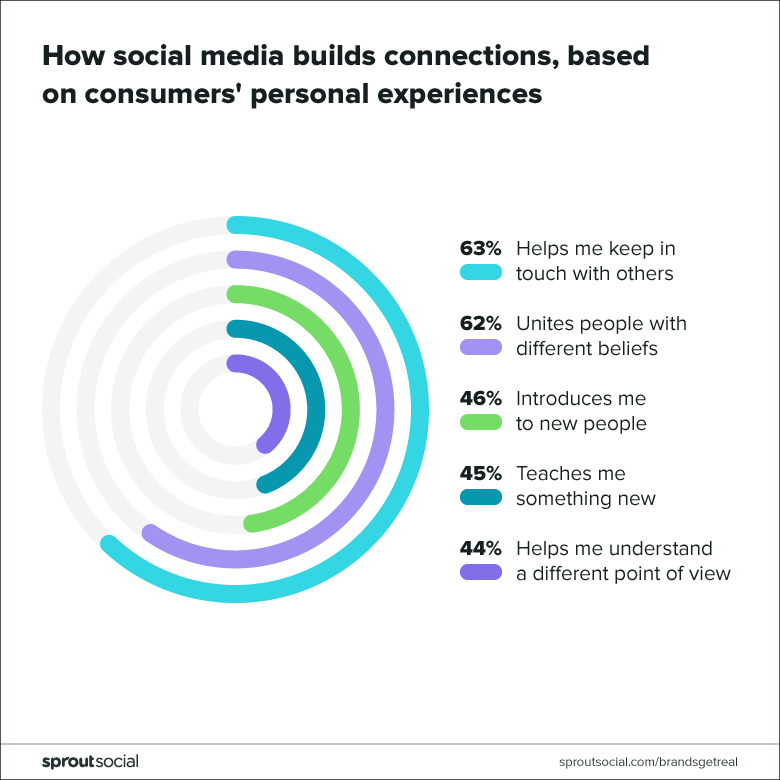 How social media builds connections, based
on consumers' personal experiences
63% Helps me keep in
touch with others
62% Unites people with
different beliefs
46% Introduces me
to new people
45% Teaches me
something new
44% Helps me understand
a different point of view
sproutsocial
sproutsocial.com/brandsgetreal